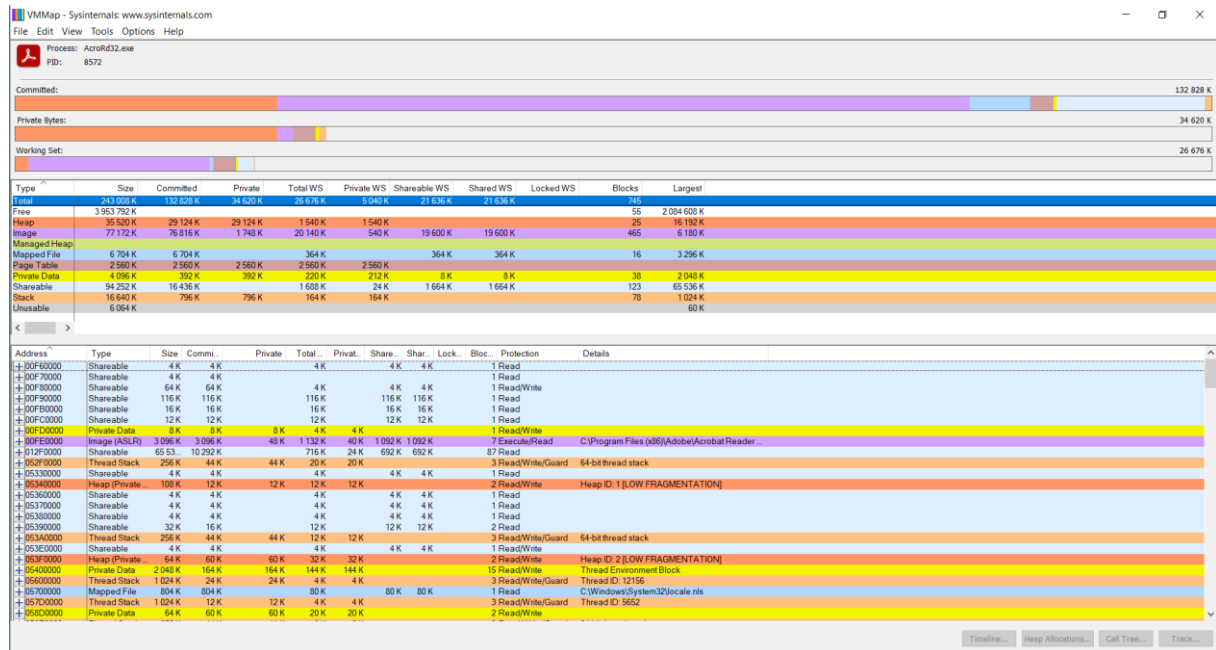 VMMap - Sysinternals: www.sysinternals.com
File Edit View Tools Options Help
Process: AcroRd32.exe
PID: 8572
Committed: 132 828 K
Private Bytes: 34 620 K
Working Set: 26 676 K
Type Size Committed Private Total WS Private WS Shareable WS Shared WS Locked WS Blocks Largest
Total 243 008 K 132 828 K 34 620 K 26 676 K 5 040 K 21 636 K 21 636 K 745
Free 3 953 792 K 55 2 084 608 K
Heap 35 520 K 29 124 K 29 124 K 1 540 K 1 540 K 25 16 192 K
Image 77 172 K 76 816 K 1 748 K 20 140 K 540 K 19 600 K 19 600 K 465 6 180 K
Managed Heap
Mapped File 6 704 K 6 704 K 364 K 364 K 364 K 16 3 296 K
Page Table 2 560 K 2 560 K 2 560 K 2 560 K 2 560 K
Private Data 4 096 K 392 K 392 K 220 K 212 K 8 K 8 K 38 2 048 K
Shareable 94 252 K 16 436 K 1 688 K 24 K 1 664 K 1 664 K 123 65 536 K
Stack 16 640 K 796 K 796 K 164 K 164 K 78 1 024 K
Unusable 6 064 K 60 K
Address Type Size Commi... Private Total ... Privat... Share... Shar... Lock... Bloc... Protection Details
00F60000 Shareable 4 K 4 K 4 K 4 K 4 K 1 Read
00F70000 Shareable 4 K 4 K 1 Read
00F80000 Shareable 64 K 64 K 4 K 4 K 4 K 1 Read/Write
00F90000 Shareable 116 K 116 K 116 K 116 K 116 K 1 Read
00FB0000 Shareable 16 K 16 K 16 K 16 K 16 K 1 Read
00FC0000 Shareable 12 K 12 K 12 K 12 K 12 K 1 Read
00FD0000 Private Data 8 K 8 K 8 K 4 K 4 K 1 Read/Write
00FE0000 Image (ASLR) 3 096 K 3 096 K 48 K 1 132 K 40 K 1 092 K 1 092 K 7 Execute/Read C:\Program Files (x86)\Adobe\Acrobat Reader ...
012F0000 Shareable 65 53... 10 292 K 716 K 24 K 692 K 692 K 87 Read
052F0000 Thread Stack 256 K 44 K 44 K 20 K 20 K 3 Read/Write/Guard 64-bit thread stack
05330000 Shareable 4 K 4 K 4 K 4 K 4 K 1 Read
05340000 Heap (Private ... 108 K 12 K 12 K 12 K 12 K 2 Read/Write Heap ID: 1 [LOW FRAGMENTATION]
05360000 Shareable 4 K 4 K 4 K 4 K 4 K 1 Read
05370000 Shareable 4 K 4 K 4 K 4 K 4 K 1 Read
05380000 Shareable 4 K 4 K 4 K 4 K 4 K 1 Read
05390000 Shareable 32 K 16 K 12 K 12 K 12 K 2 Read
053A0000 Thread Stack 256 K 44 K 44 K 12 K 12 K 3 Read/Write/Guard 64-bit thread stack
053E0000 Shareable 4 K 4 K 4 K 4 K 4 K 1 Read/Write
053F0000 Heap (Private ... 64 K 60 K 60 K 32 K 32 K 2 Read/Write Heap ID: 2 [LOW FRAGMENTATION]
05400000 Private Data 2 048 K 164 K 164 K 144 K 144 K 15 Read/Write Thread Environment Block
05600000 Thread Stack 1 024 K 24 K 24 K 4 K 4 K 3 Read/Write/Guard Thread ID: 12156
05700000 Mapped File 804 K 804 K 80 K 80 K 80 K 1 Read C:\Windows\System32\locale.nls
057D0000 Thread Stack 1 024 K 12 K 12 K 4 K 4 K 3 Read/Write/Guard Thread ID: 5652
058D0000 Private Data 64 K 60 K 60 K 20 K 20 K 2 Read/Write
Timeline... Heap Allocations... Call Tree... Trace...